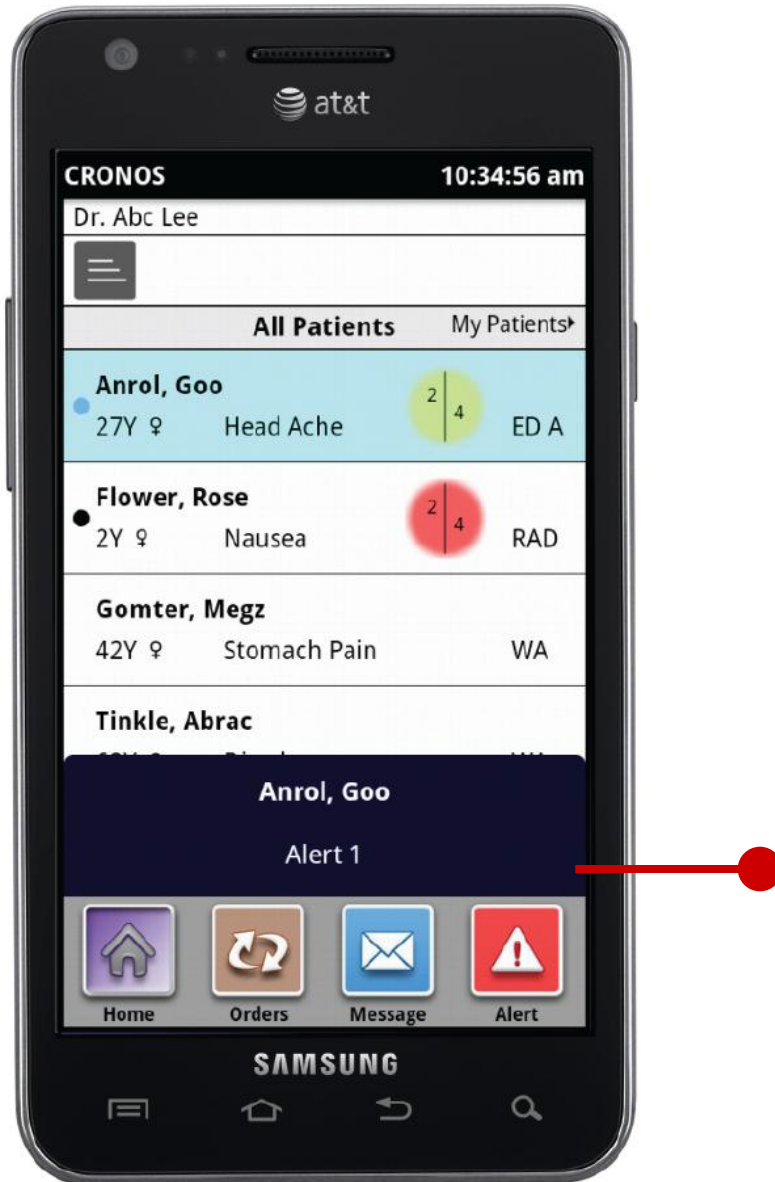 at&t
CRONOS 10:34:56 am
Dr. Abc Lee
All Patients My Patients
Anrol, Goo
2 4
27Y ♀ Head Ache ED A
Flower, Rose
2 4
2Y ♀ Nausea RAD
Gomter, Megz
42Y ♀ Stomach Pain WA
Tinkle, Abrac
Anrol, Goo
Alert 1
Home Orders Message Alert
SAMSUNG